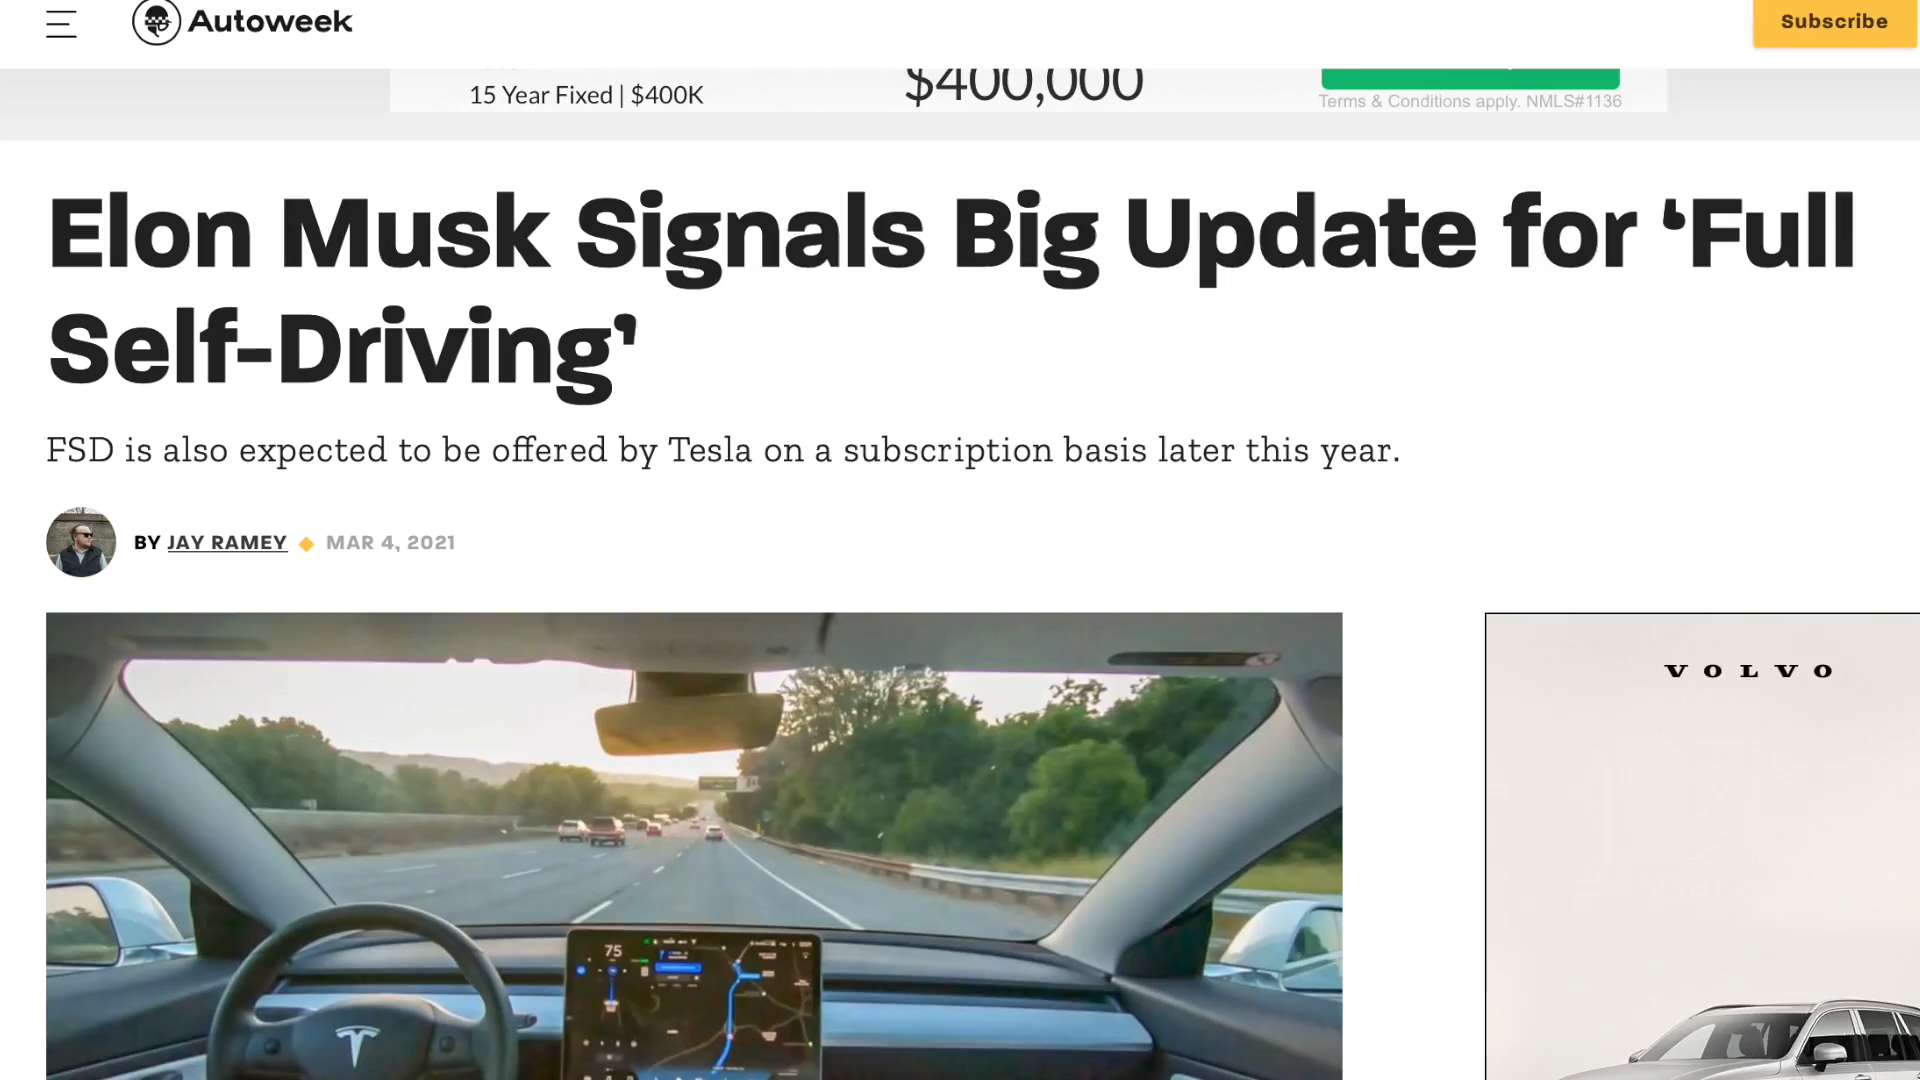 Autoweek
Subscribe
15 Year Fixed | $400K
$400,000
Terms & Conditions apply. NMLS#1136
Elon Musk Signals Big Update for ‘Full
Self-Driving’
FSD is also expected to be offered by Tesla on a subscription basis later this year.
BY JAY RAMEY ◆ MAR 4, 2021
VOLVO
75